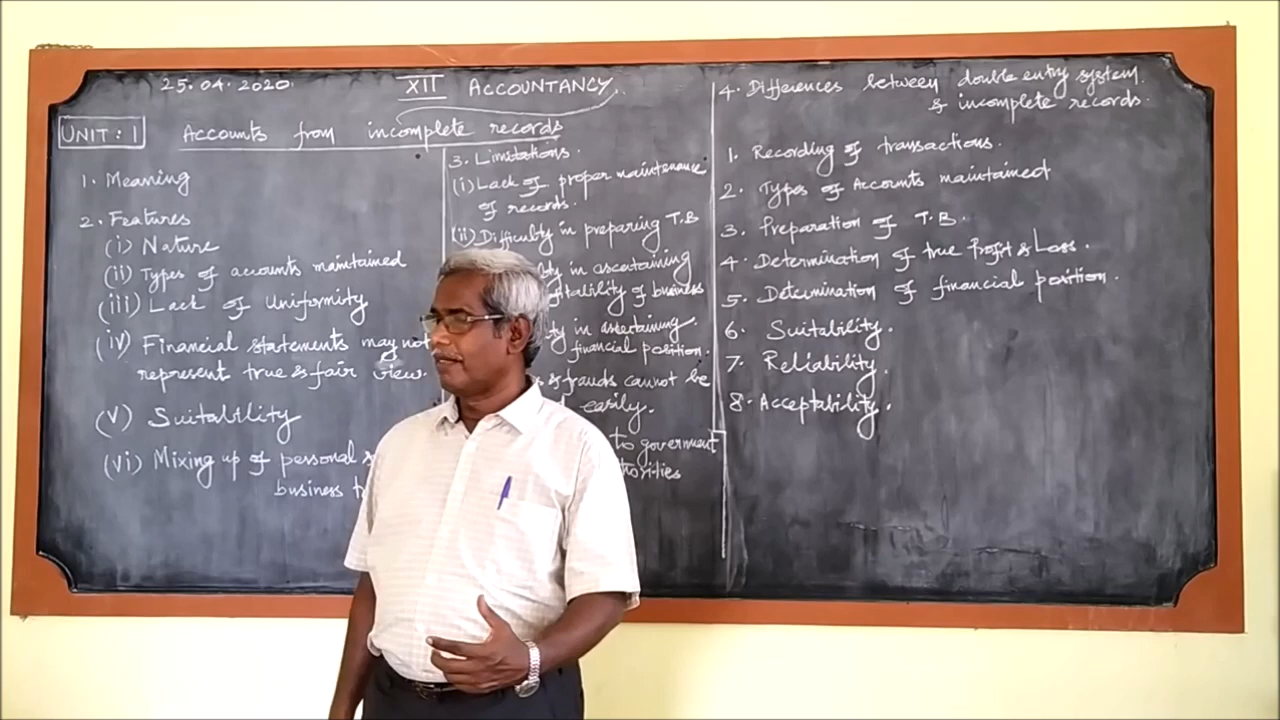 25.04.2020
XII ACCOUNTANCY.
UNIT: 1 Accounts from incomplete records
1. Meaning
2. Features
(i) Nature
(ii) Types of accounts maintained
(iii) Lack of Uniformity
(iv) Financial statements may not
represent true & fair view.
(v) Suitability
(vi) Mixing up of personal &
business
3. Limitations.
(i) Lack of proper maintenance
of records.
(ii) Difficulty in preparing T.B
in ascertaining
of business
in ascertaining
financial position.
& frauds cannot be
easily.
to government
4. Differences between double entry system
& incomplete records.
1. Recording of transactions.
2. Types of Accounts maintained
3. Preparation of T.B.
4. Determination of true Profit & Loss.
5. Determination of financial position.
6. Suitability.
7. Reliability.
8. Acceptability.